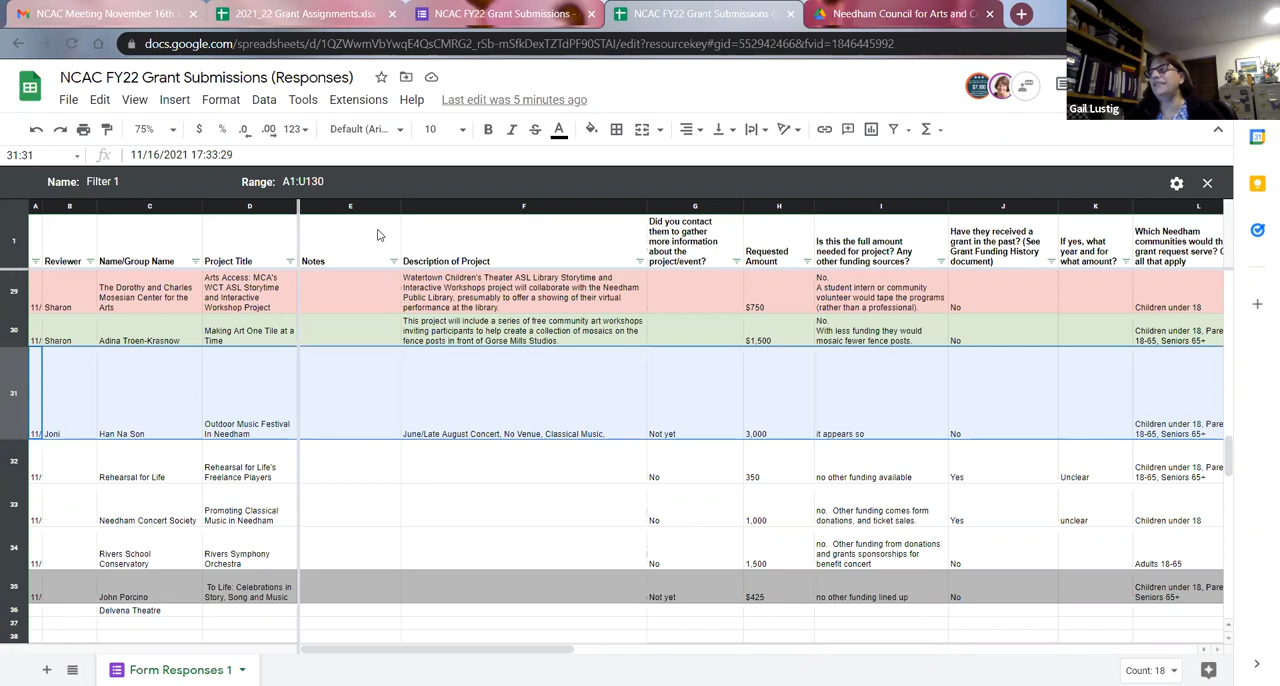 NCAC Meeting November 16th
2021_22 Grant Assignments.xlsx
NCAC FY22 Grant Submissions -
NCAC FY22 Grant Submissions (
Needham Council for Arts and C
docs.google.com/spreadsheets/d/1QZWwmVbYwqE4QsCMRG2_rSb-mSfkDexTZTdPF90STAI/edit?resourcekey#gid=552942466&fvid=1846445992
NCAC FY22 Grant Submissions (Responses)
Gail Lustig
File Edit View Insert Format Data Tools Extensions Help Last edit was 5 minutes ago
75% $ % .0 .00 123 Default (Ari... 10 B I S A
31:31 fx 11/16/2021 17:33:29
Name: Filter 1 Range: A1:U130
A B C D E F G H I J K L
1
Reviewer
Name/Group Name
Project Title
Notes
Description of Project
Did you contact
them to gather
more information
about the
project/event?
Requested
Amount
Is this the full amount
needed for project? Any
other funding sources?
Have they received a
grant in the past? (See
Grant Funding History
document)
If yes, what
year and for
what amount?
Which Needham
communities would th
grant request serve? C
all that apply
29
11/ Sharon
The Dorothy and Charles
Mosesian Center for the
Arts
Arts Access: MCA's
WCT ASL Storytime
and Interactive
Workshop Project
Watertown Children's Theater ASL Library Storytime and
Interactive Workshops project will collaborate with the Needham
Public Library, presumably to offer a showing of their virtual
performance at the library.
$750
No.
A student intern or community
volunteer would tape the programs
(rather than a professional).
No
Children under 18
30
11/ Sharon
Adina Troen-Krasnow
Making Art One Tile at a
Time
This project will include a series of free community art workshops
inviting participants to help create a collection of mosaics on the
fence posts in front of Gorse Mills Studios.
$1,500
No.
With less funding they would
mosaic fewer fence posts.
No
Children under 18, Pare
18-65, Seniors 65+
31
11/ Joni
Han Na Son
Outdoor Music Festival
In Needham
June/Late August Concert, No Venue, Classical Music,
Not yet
3,000
it appears so
No
Children under 18, Pare
18-65, Seniors 65+
32
11/
Rehearsal for Life
Rehearsal for Life's
Freelance Players
No
350
no other funding available
Yes
Unclear
Children under 18, Pare
18-65, Seniors 65+
33
11/
Needham Concert Society
Promoting Classical
Music in Needham
No
1,000
no. Other funding comes form
donations, and ticket sales.
Yes
unclear
Children under 18
34
11/
Rivers School
Conservatory
Rivers Symphony
Orchestra
No
1,500
no. Other funding from donations
and grants sponsorships for
benefit concert
No
Adults 18-65
35
11/
John Porcino
To Life: Celebrations in
Story, Song and Music
Not yet
$425
no other funding lined up
No
Children under 18, Pare
Seniors 65+
36
Delvena Theatre
37
38
Form Responses 1
Count: 18